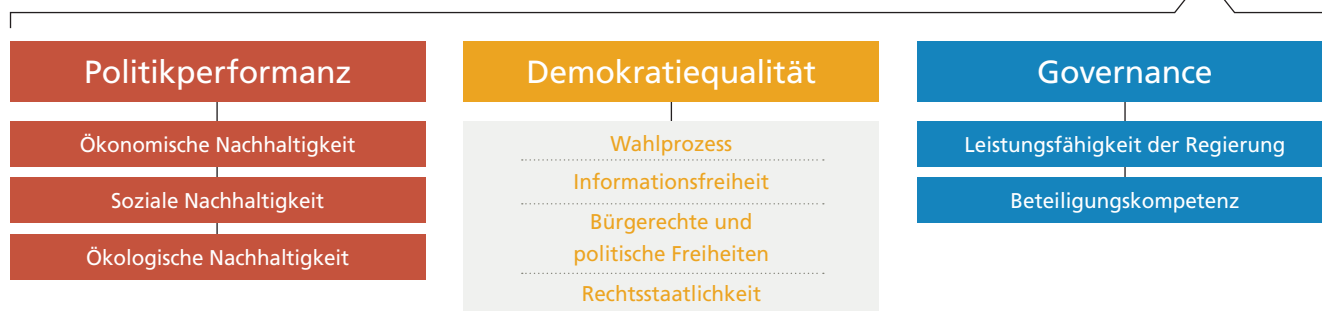 Politikperformanz
Ökonomische Nachhaltigkeit
Soziale Nachhaltigkeit
Ökologische Nachhaltigkeit
Demokratiequalität
Wahlprozess
Informationsfreiheit
Bürgerechte und
politische Freiheiten
Rechtsstaatlichkeit
Governance
Leistungsfähigkeit der Regierung
Beteiligungskompetenz